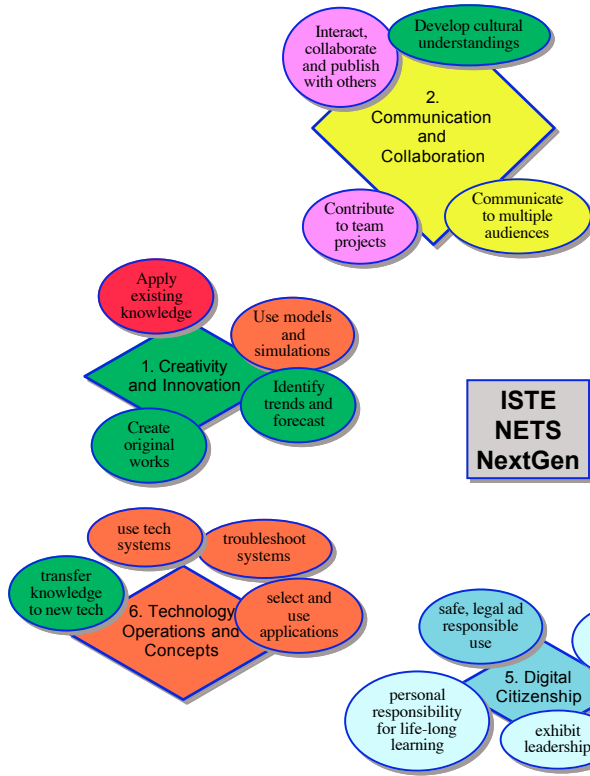 Interact,
collaborate
and publish
with others
Develop cultural
understandings
2.
Communication
and
Collaboration
Contribute
to team
projects
Communicate
to multiple
audiences
Apply
existing
knowledge
Use models
and
simulations
1. Creativity
and Innovation
Identify
trends and
forecast
Create
original
works
ISTE
NETS
NextGen
use tech
systems
troubleshoot
systems
transfer
knowledge
to new tech
6. Technology
Operations and
Concepts
select and
use
applications
safe, legal ad
responsible
use
5. Digital
Citizenship
personal
responsibility
for life-long
learning
exhibit
leadership